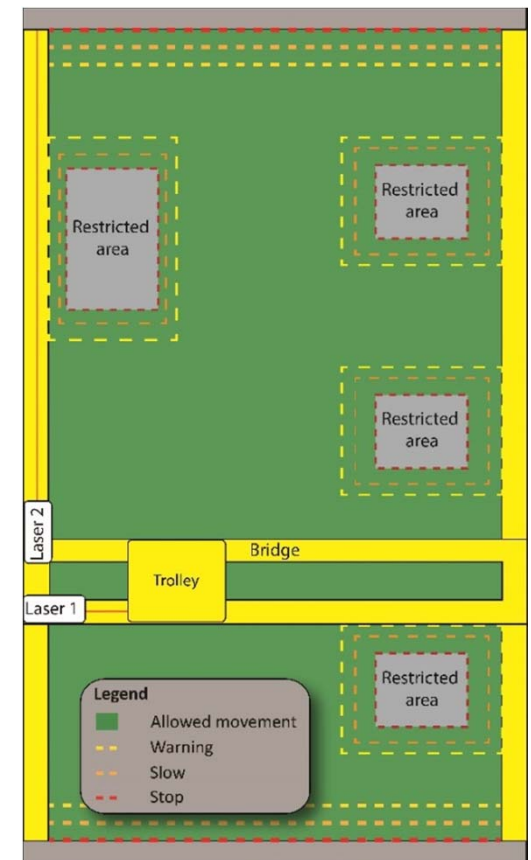 Restricted
area
Restricted
area
Restricted
area
Laser 2
Bridge
Trolley
Laser 1
Restricted
area
Legend
Allowed movement
Warning
Slow
Stop